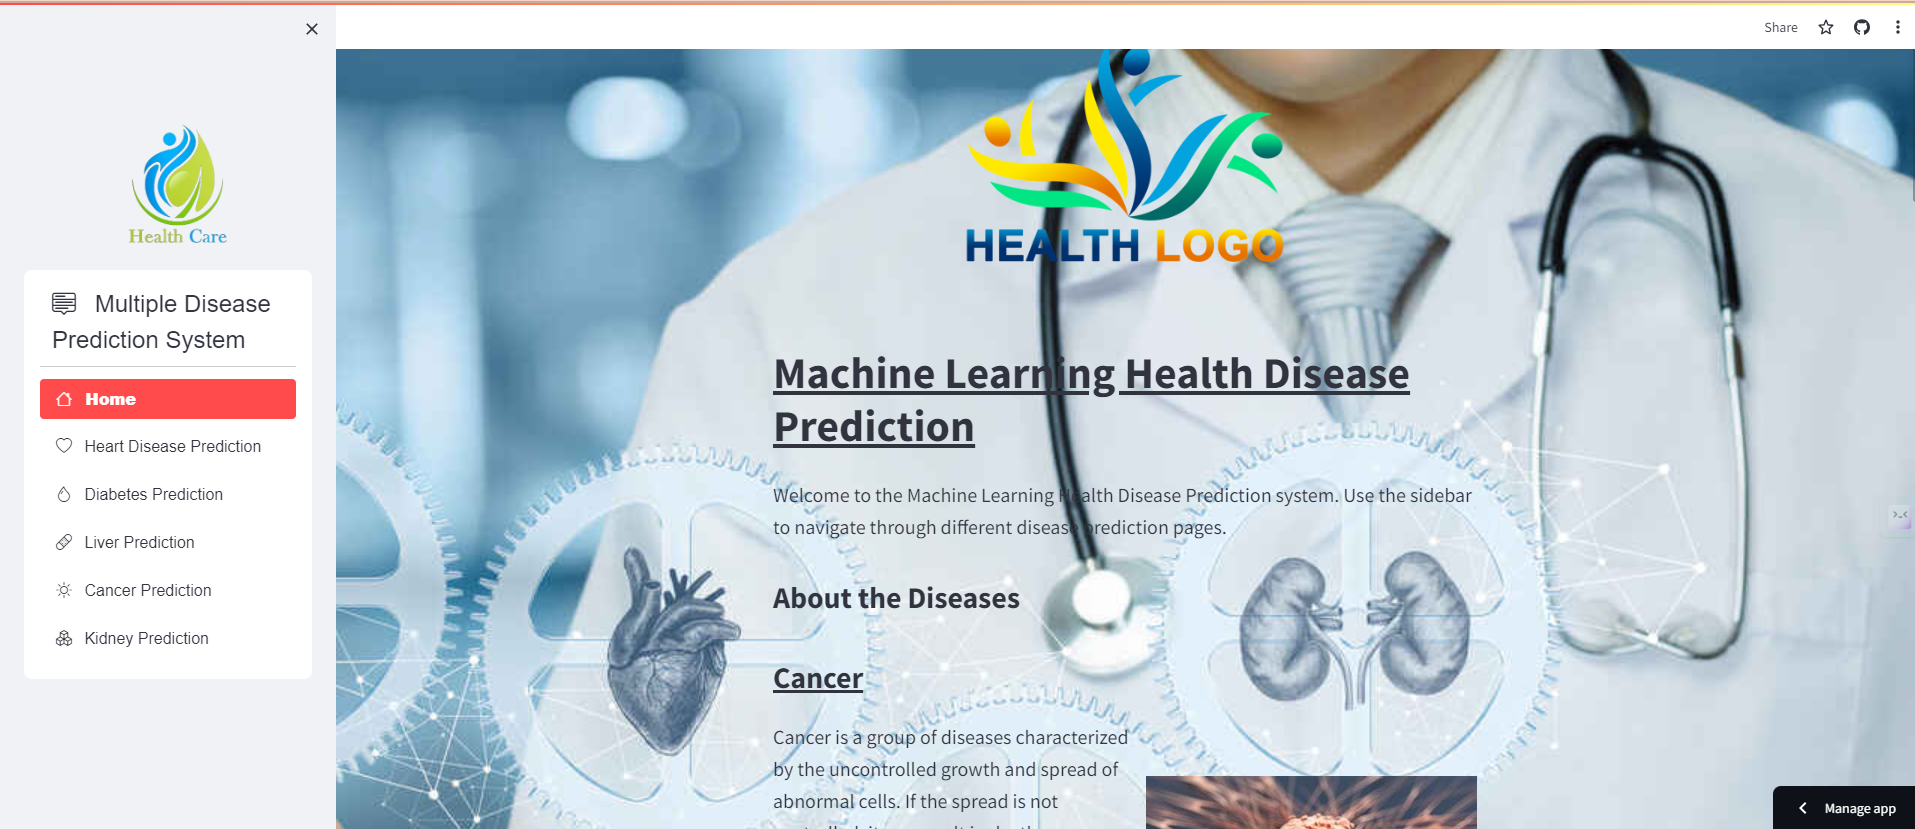 Share
Health Care
Multiple Disease
Prediction System
Home
Heart Disease Prediction
Diabetes Prediction
Liver Prediction
Cancer Prediction
Kidney Prediction
HEALTH LOGO
Machine Learning Health Disease
Prediction
Welcome to the Machine Learning Health Disease Prediction system. Use the sidebar
to navigate through different disease prediction pages.
About the Diseases
Cancer
Cancer is a group of diseases characterized
by the uncontrolled growth and spread of
abnormal cells. If the spread is not
Manage app